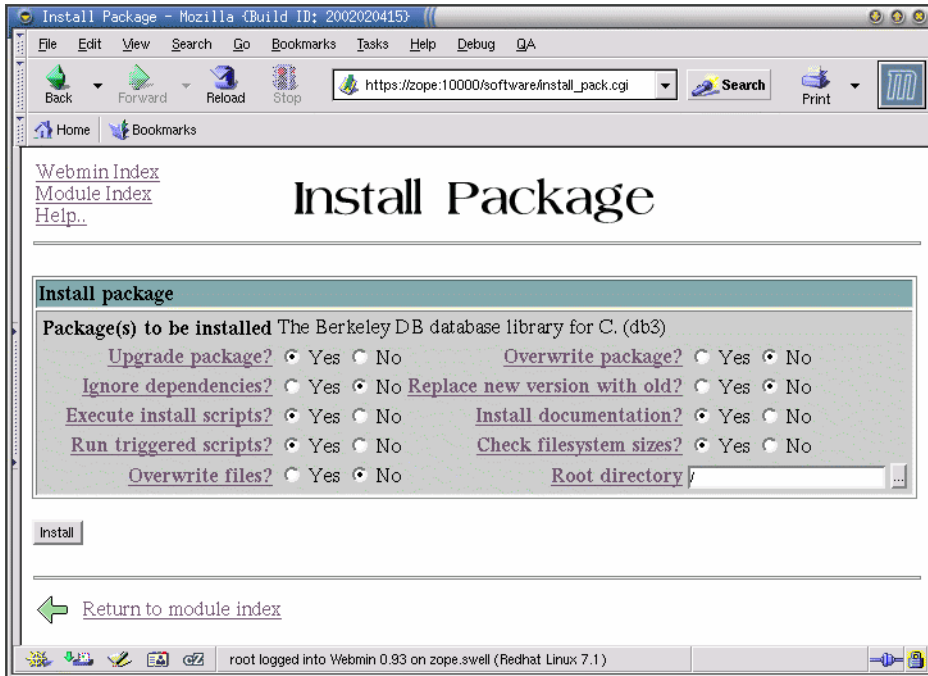 Install Package - Mozilla {Build ID: 2002020415}
File Edit View Search Go Bookmarks Tasks Help Debug QA
Back Forward Reload Stop https://zope:10000/software/install_pack.cgi Search Print
Home Bookmarks
Webmin Index
Module Index
Help..
Install Package
Install package
Package(s) to be installed The Berkeley DB database library for C. (db3)
Upgrade package? Yes No Overwrite package? Yes No
Ignore dependencies? Yes No Replace new version with old? Yes No
Execute install scripts? Yes No Install documentation? Yes No
Run triggered scripts? Yes No Check filesystem sizes? Yes No
Overwrite files? Yes No Root directory / ...
Install
Return to module index
root logged into Webmin 0.93 on zope.swell (Redhat Linux 7.1)